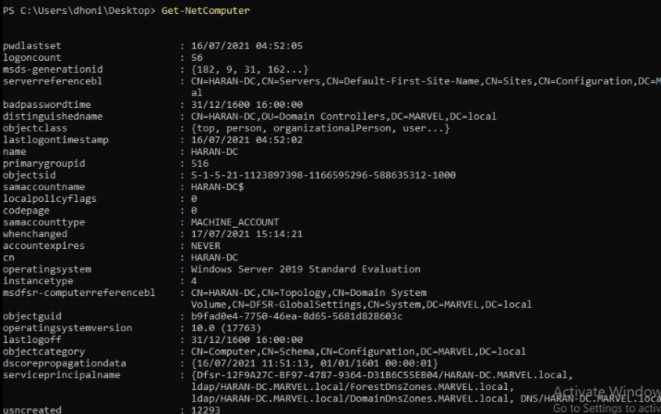 PS C:\Users\dhoni\Desktop> Get-NetComputer
pwdlastset : 16/07/2021 04:52:05
logoncount : 56
msds-generationid : {182, 9, 31, 162...}
serverreferencebl : CN=HARAN-DC,CN=Servers,CN=Default-First-Site-Name,CN=Sites,CN=Configuration,DC=M
al
badpasswordtime : 31/12/1600 16:00:00
distinguishedname : CN=HARAN-DC,OU=Domain Controllers,DC=MARVEL,DC=local
objectclass : {top, person, organizationalPerson, user...}
lastlogontimestamp : 16/07/2021 04:52:02
name : HARAN-DC
primarygroupid : 516
objectsid : S-1-5-21-1123897398-1166595296-588635312-1000
samaccountname : HARAN-DC$
localpolicyflags : 0
codepage : 0
samaccounttype : MACHINE_ACCOUNT
whenchanged : 17/07/2021 15:14:21
accountexpires : NEVER
cn : HARAN-DC
operatingsystem : Windows Server 2019 Standard Evaluation
instancetype : 4
msdfsr-computerreferencebl : CN=HARAN-DC,CN=Topology,CN=Domain System
Volume,CN=DFSR-GlobalSettings,CN=System,DC=MARVEL,DC=local
objectguid : b9fad0e4-7750-46ea-8d65-5681d828603c
operatingsystemversion : 10.0 (17763)
lastlogoff : 31/12/1600 16:00:00
objectcategory : CN=Computer,CN=Schema,CN=Configuration,DC=MARVEL,DC=local
dscorepropagationdata : {16/07/2021 11:51:13, 01/01/1601 00:00:01}
serviceprincipalname : {Dfsr-12F9A27C-BF97-4787-9364-D31B6C55EB04/HARAN-DC.MARVEL.local,
ldap/HARAN-DC.MARVEL.local/ForestDnsZones.MARVEL.local,
ldap/HARAN-DC.MARVEL.local/DomainDnsZones.MARVEL.local, DNS/HARAN-DC.MARVEL.local
usncreated : 12293
Activate Window
Go to Settings to activ